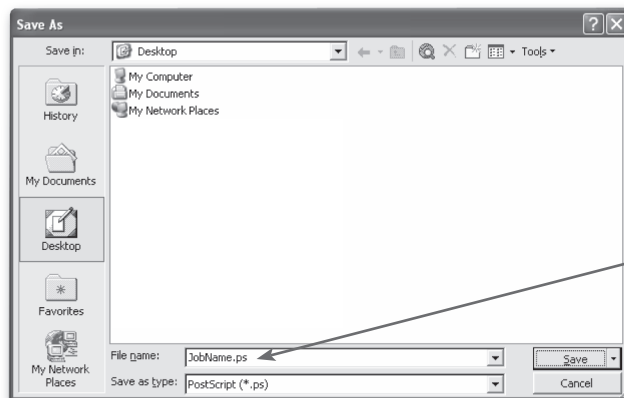 Save As
Save in: Desktop Tools
My Computer
My Documents
My Network Places
History
My Documents
Desktop
Favorites
My Network
Places
File name: JobName.ps Save
Save as type: PostScript (*.ps) Cancel